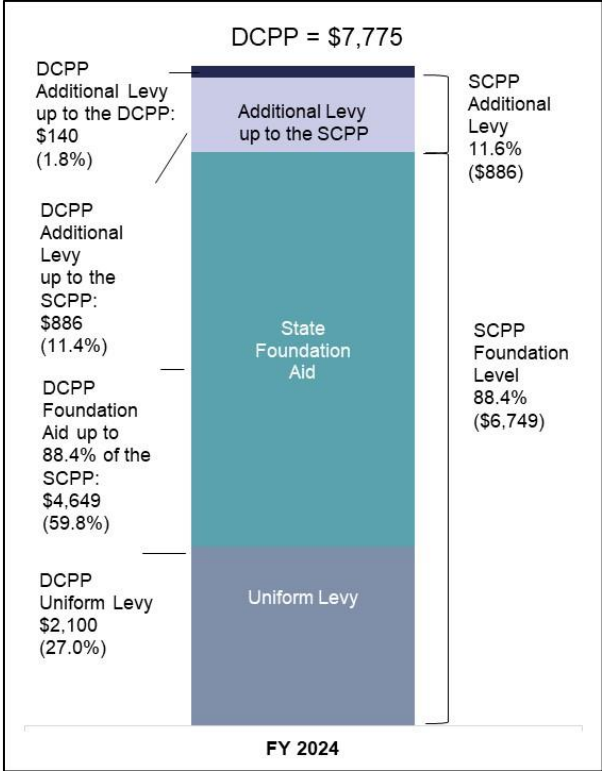 DCPP = $7,775
DCPP
Additional Levy
up to the DCPP:
$140
(1.8%)
DCPP
Additional
Levy
up to the
SCPP:
$886
(11.4%)
DCPP
Foundation
Aid up to
88.4% of the
SCPP:
$4,649
(59.8%)
DCPP
Uniform Levy
$2,100
(27.0%)
Additional Levy
up to the SCPP
State
Foundation
Aid
Uniform Levy
SCPP
Additional
Levy
11.6%
($886)
SCPP
Foundation
Level
88.4%
($6,749)
FY 2024